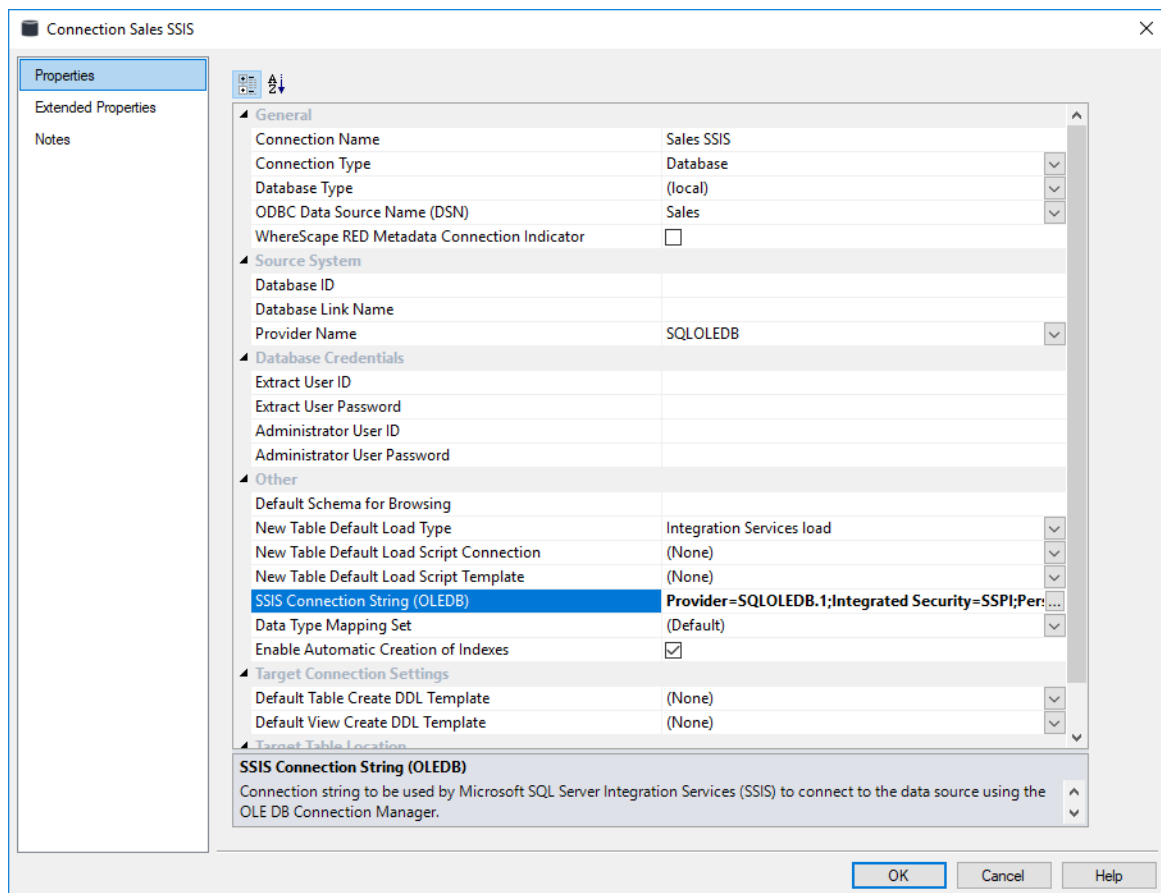 Connection Sales SSIS
Properties
Extended Properties
Notes
General
Connection Name Sales SSIS
Connection Type Database
Database Type (local)
ODBC Data Source Name (DSN) Sales
WhereScape RED Metadata Connection Indicator
Source System
Database ID
Database Link Name
Provider Name SQLOLEDB
Database Credentials
Extract User ID
Extract User Password
Administrator User ID
Administrator User Password
Other
Default Schema for Browsing
New Table Default Load Type Integration Services load
New Table Default Load Script Connection (None)
New Table Default Load Script Template (None)
SSIS Connection String (OLEDB) Provider=SQLOLEDB.1;Integrated Security=SSPI;Per: ...
Data Type Mapping Set (Default)
Enable Automatic Creation of Indexes
Target Connection Settings
Default Table Create DDL Template (None)
Default View Create DDL Template (None)
Target Table Location
SSIS Connection String (OLEDB)
Connection string to be used by Microsoft SQL Server Integration Services (SSIS) to connect to the data source using the
OLE DB Connection Manager.
OK Cancel Help